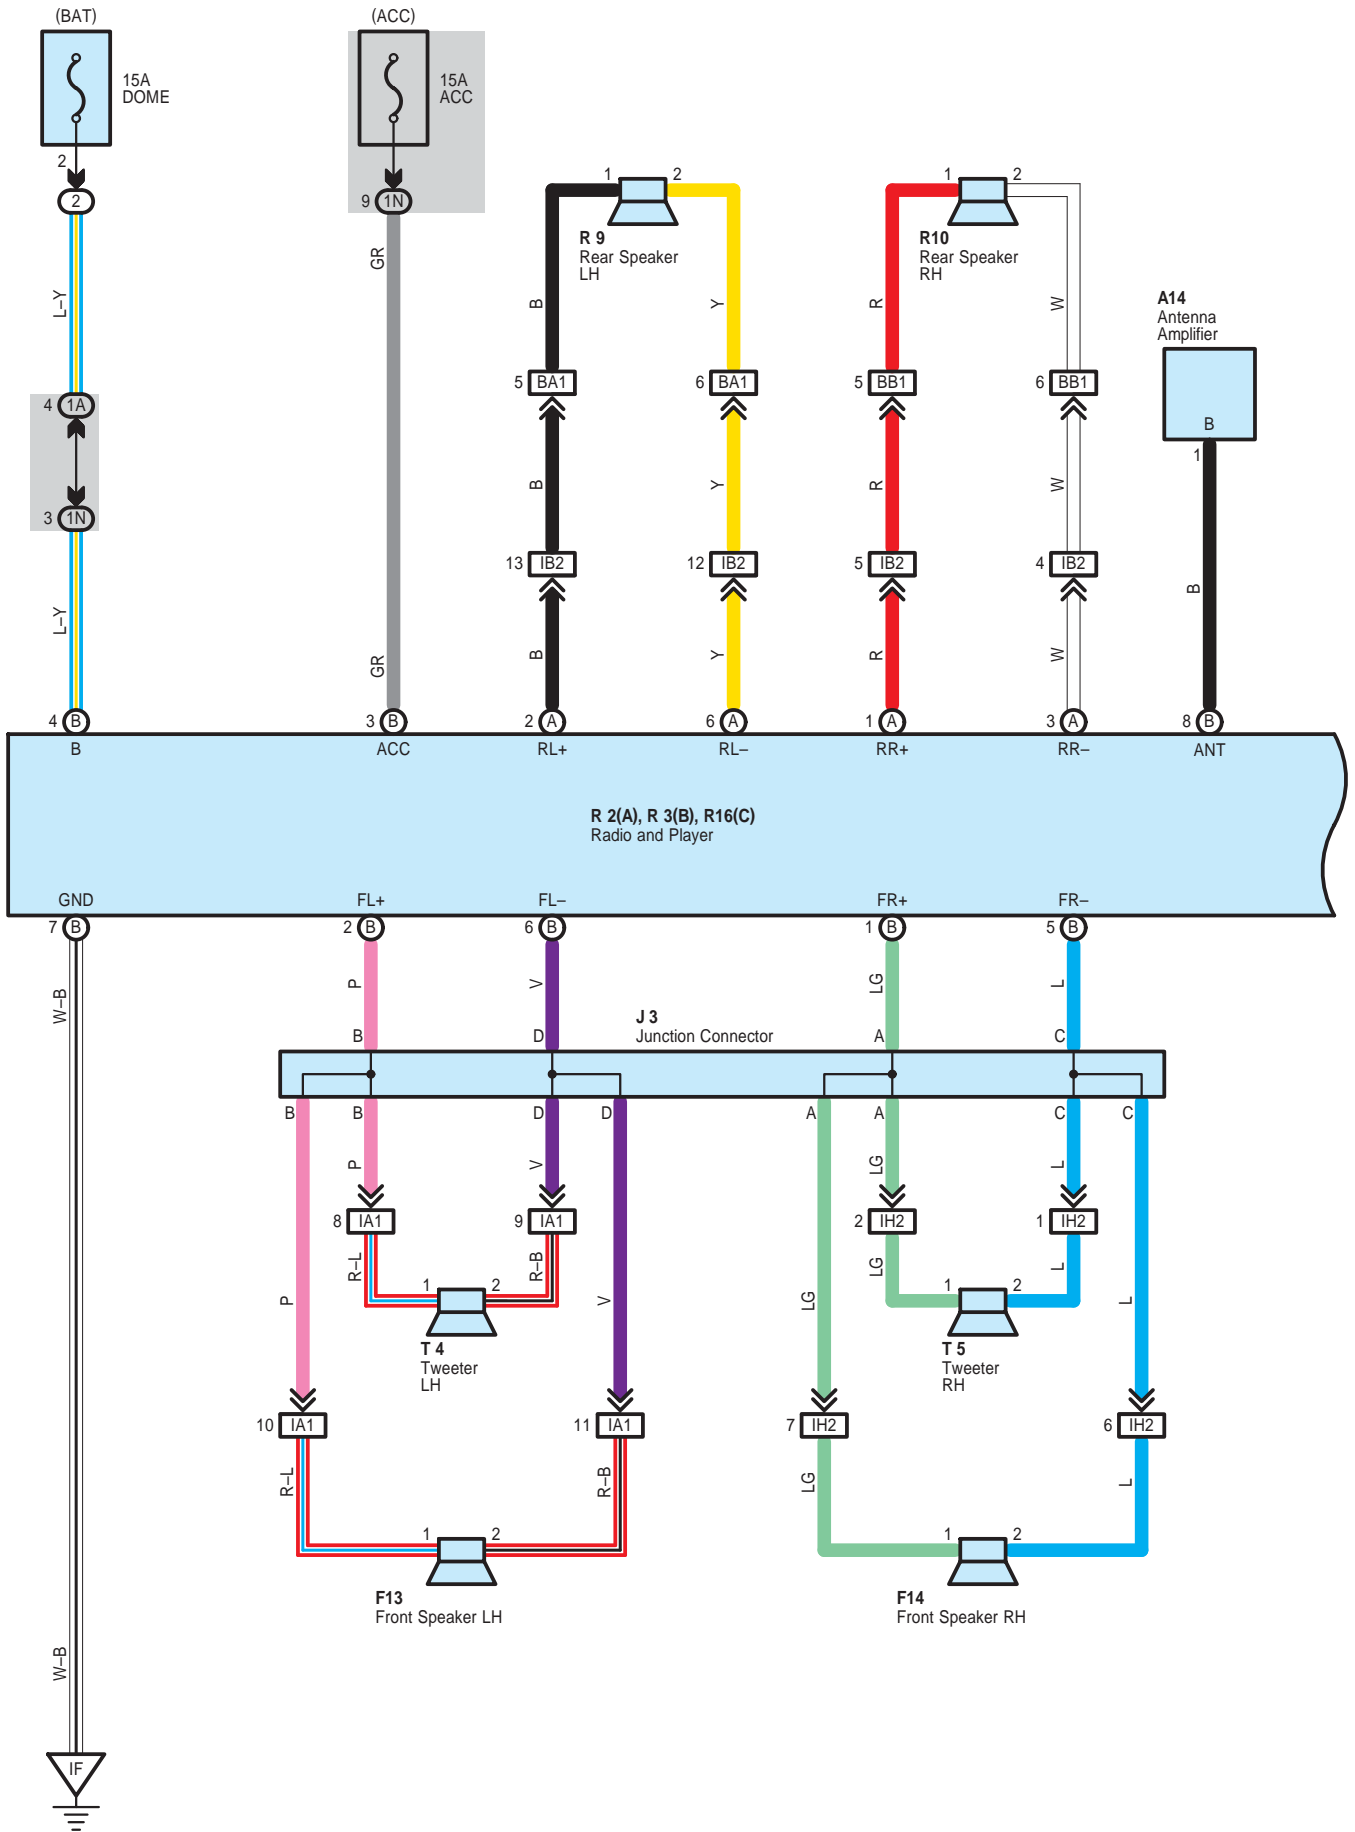 (BAT)
(ACC)
15A
DOME
15A
ACC
2
2
9 1N
1 2
R 9
Rear Speaker
LH
1 2
R10
Rear Speaker
RH
A14
Antenna
Amplifier
B
1
L–Y
GR
B
Y
R
W
5 BA1
6 BA1
5 BB1
6 BB1
4 1A
3 1N
B
Y
R
W
13 IB2
12 IB2
5 IB2
4 IB2
B
L–Y
GR
B
Y
R
W
4 B
3 B
2 A
6 A
1 A
3 A
8 B
B
ACC
RL+
RL–
RR+
RR–
ANT
R 2(A), R 3(B), R16(C)
Radio and Player
GND
FL+
FL–
FR+
FR–
7 B
2 B
6 B
1 B
5 B
W–B
P
V
LG
L
J 3
Junction Connector
B
D
A
C
B
B
D
D
A
A
C
C
P
V
LG
L
8 IA1
9 IA1
2 IH2
1 IH2
R–L
R–B
LG
L
1 2
1 2
P
V
LG
L
T 4
Tweeter
LH
T 5
Tweeter
RH
10 IA1
11 IA1
7 IH2
6 IH2
R–L
R–B
LG
L
1 2
1 2
F13
Front Speaker LH
F14
Front Speaker RH
W–B
IF